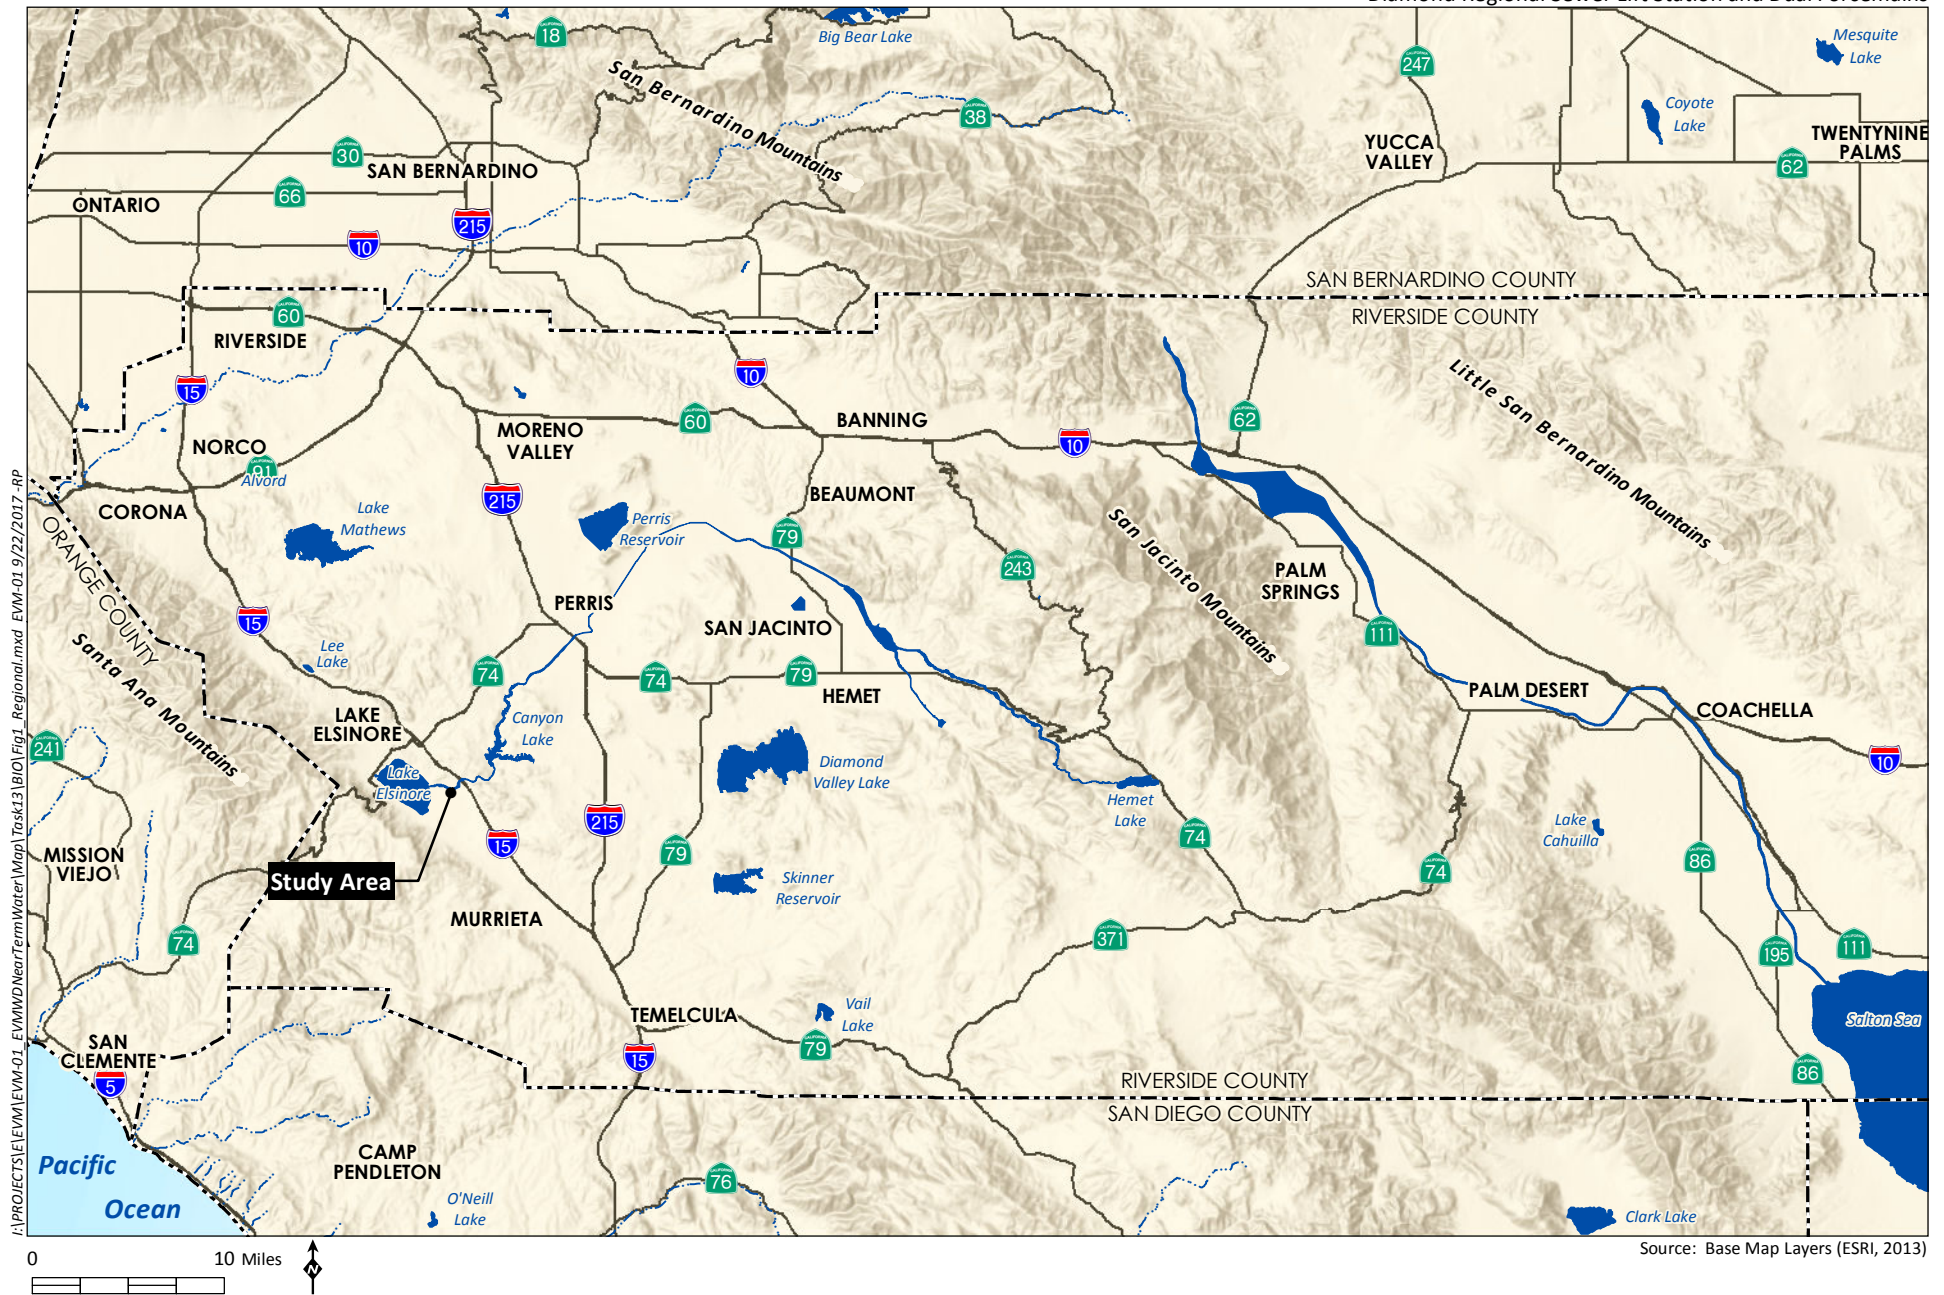 Diamond Regional Sewer Lift Station and Dual Forcemains
Big Bear Lake
18
247
Mesquite
Lake
San Bernardino Mountains
38
Coyote
Lake
YUCCA
VALLEY
TWENTYNINE
PALMS
62
30
SAN BERNARDINO
66
ONTARIO
215
10
SAN BERNARDINO COUNTY
RIVERSIDE COUNTY
60
RIVERSIDE
15
10
Little San Bernardino Mountains
60
BANNING
62
MORENO
VALLEY
10
NORCO
91
Alvord
215
BEAUMONT
CORONA
Lake
Mathews
Perris
Reservoir
79
San Jacinto Mountains
243
PALM
SPRINGS
ORANGE COUNTY
15
PERRIS
SAN JACINTO
111
Santa Ana Mountains
Lee
Lake
74
74
79
HEMET
PALM DESERT
COACHELLA
LAKE
ELSINORE
Canyon
Lake
241
Diamond
Valley Lake
10
Lake
Elsinore
Hemet
Lake
Lake
Cahuilla
15
215
79
74
86
MISSION
VIEJO
Study Area
Skinner
Reservoir
74
MURRIETA
74
371
195
111
Vail
Lake
TEMELCULA
Salton Sea
SAN
CLEMENTE
15
79
5
86
RIVERSIDE COUNTY
SAN DIEGO COUNTY
Pacific
Ocean
CAMP
PENDLETON
76
O'Neill
Lake
Clark Lake
I:\PROJECTS\E\EVM\EVM-01_EVMWDNearTermWater\Map\Task13\BIO\Fig1_Regional.mxd EVM-01 9/22/2017 -RP
0 10 Miles
N
Source: Base Map Layers (ESRI, 2013)